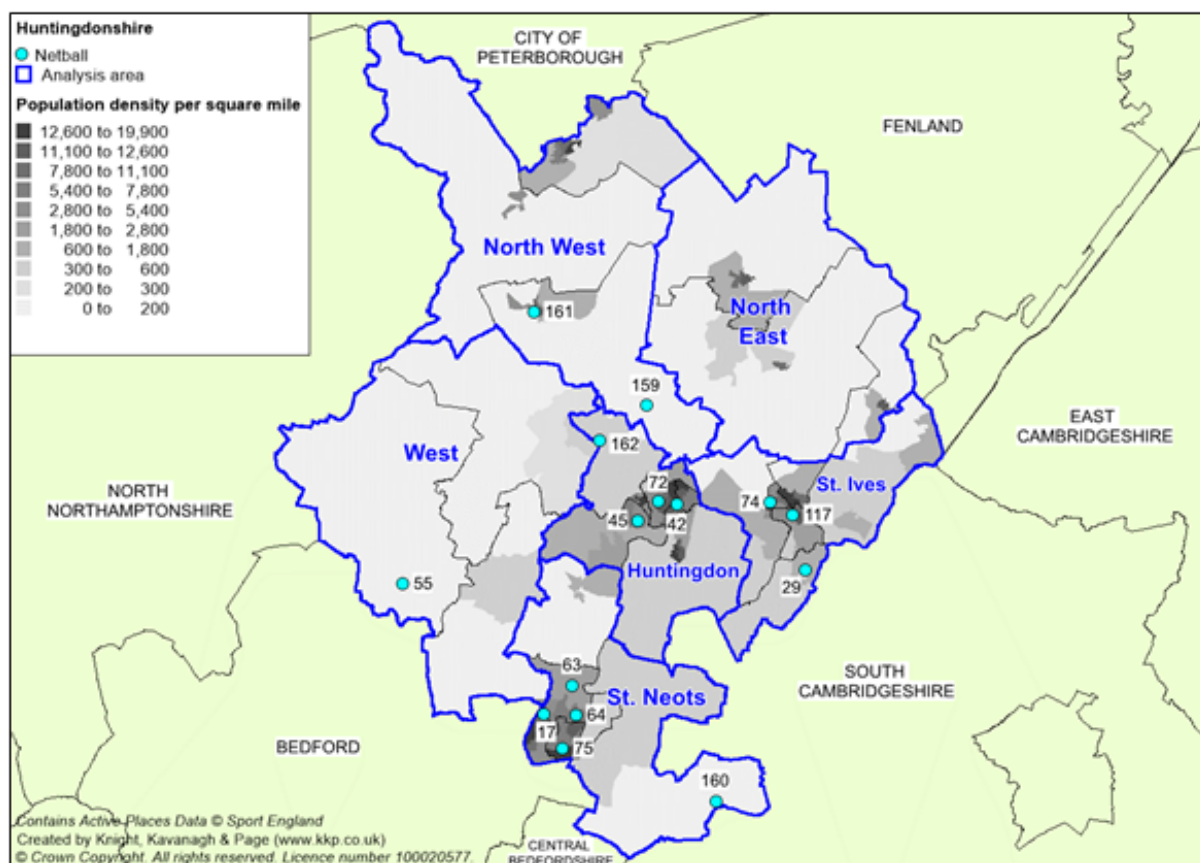 Huntingdonshire
Netball
Analysis area
Population density per square mile
12,600 to 19,900
11,100 to 12,600
7,800 to 11,100
5,400 to 7,800
2,800 to 5,400
1,800 to 2,800
600 to 1,800
300 to 600
200 to 300
0 to 200
CITY OF
PETERBOROUGH
FENLAND
North West
161
North
East
159
EAST
CAMBRIDGESHIRE
162
West
NORTH
NORTHAMPTONSHIRE
72
St. Ives
74
117
45
42
Huntingdon
29
55
63
SOUTH
CAMBRIDGESHIRE
St. Neots
64
17
75
BEDFORD
160
Contains Active Places Data © Sport England
Created by Knight, Kavanagh & Page (www.kkp.co.uk)
© Crown Copyright. All rights reserved. Licence number 100020577.
CENTRAL
BEDFORDSHIRE